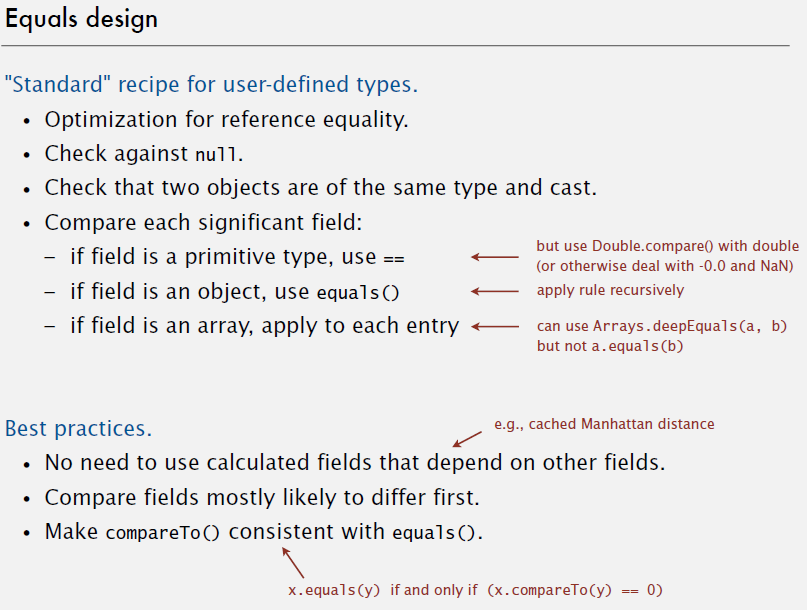 Equals design
"Standard" recipe for user-defined types.
• Optimization for reference equality.
• Check against null.
• Check that two objects are of the same type and cast.
• Compare each significant field:
– if field is a primitive type, use ==
but use Double.compare() with double
(or otherwise deal with -0.0 and NaN)
– if field is an object, use equals()
apply rule recursively
– if field is an array, apply to each entry
can use Arrays.deepEquals(a, b)
but not a.equals(b)
Best practices.
e.g., cached Manhattan distance
• No need to use calculated fields that depend on other fields.
• Compare fields mostly likely to differ first.
• Make compareTo() consistent with equals().
x.equals(y) if and only if (x.compareTo(y) == 0)